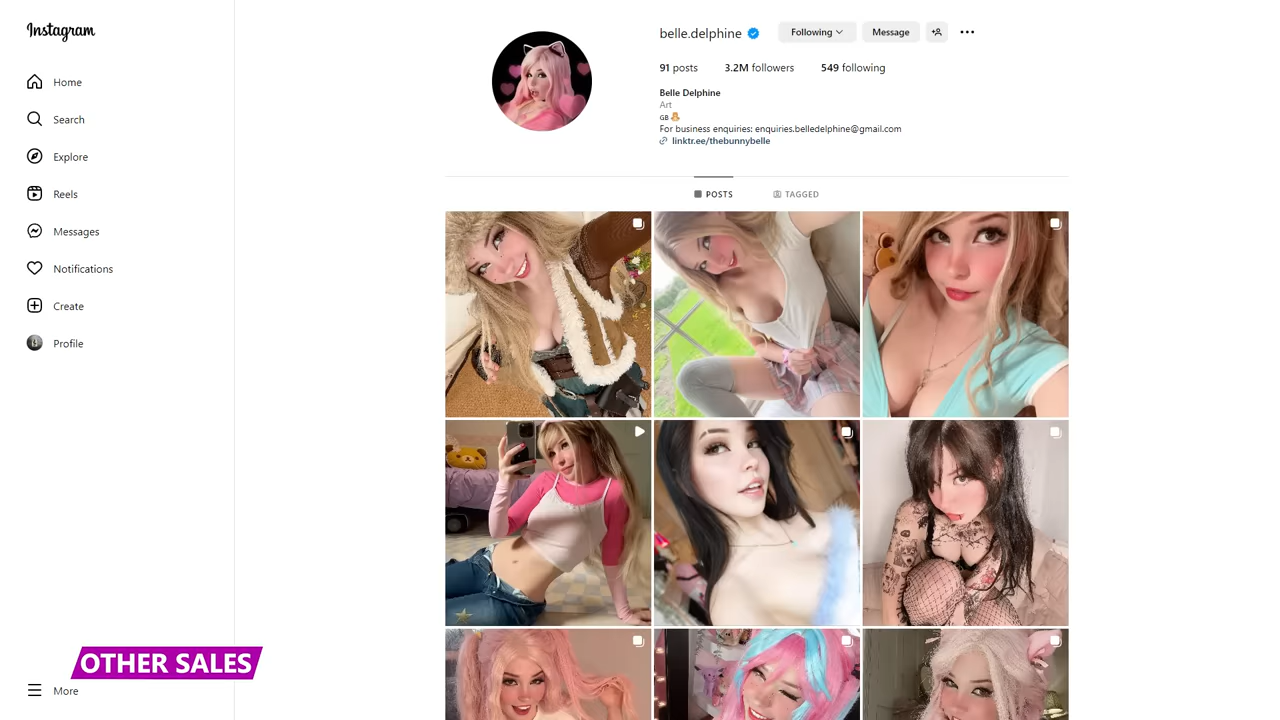 Instagram
Home
Search
Explore
Reels
Messages
Notifications
Create
Profile
More
OTHER SALES
belle.delphine
Following
Message
91 posts
3.2M followers
549 following
Belle Delphine
Art
GB
For business enquiries: enquiries.belledelphine@gmail.com
linktr.ee/thebunnybelle
POSTS
TAGGED